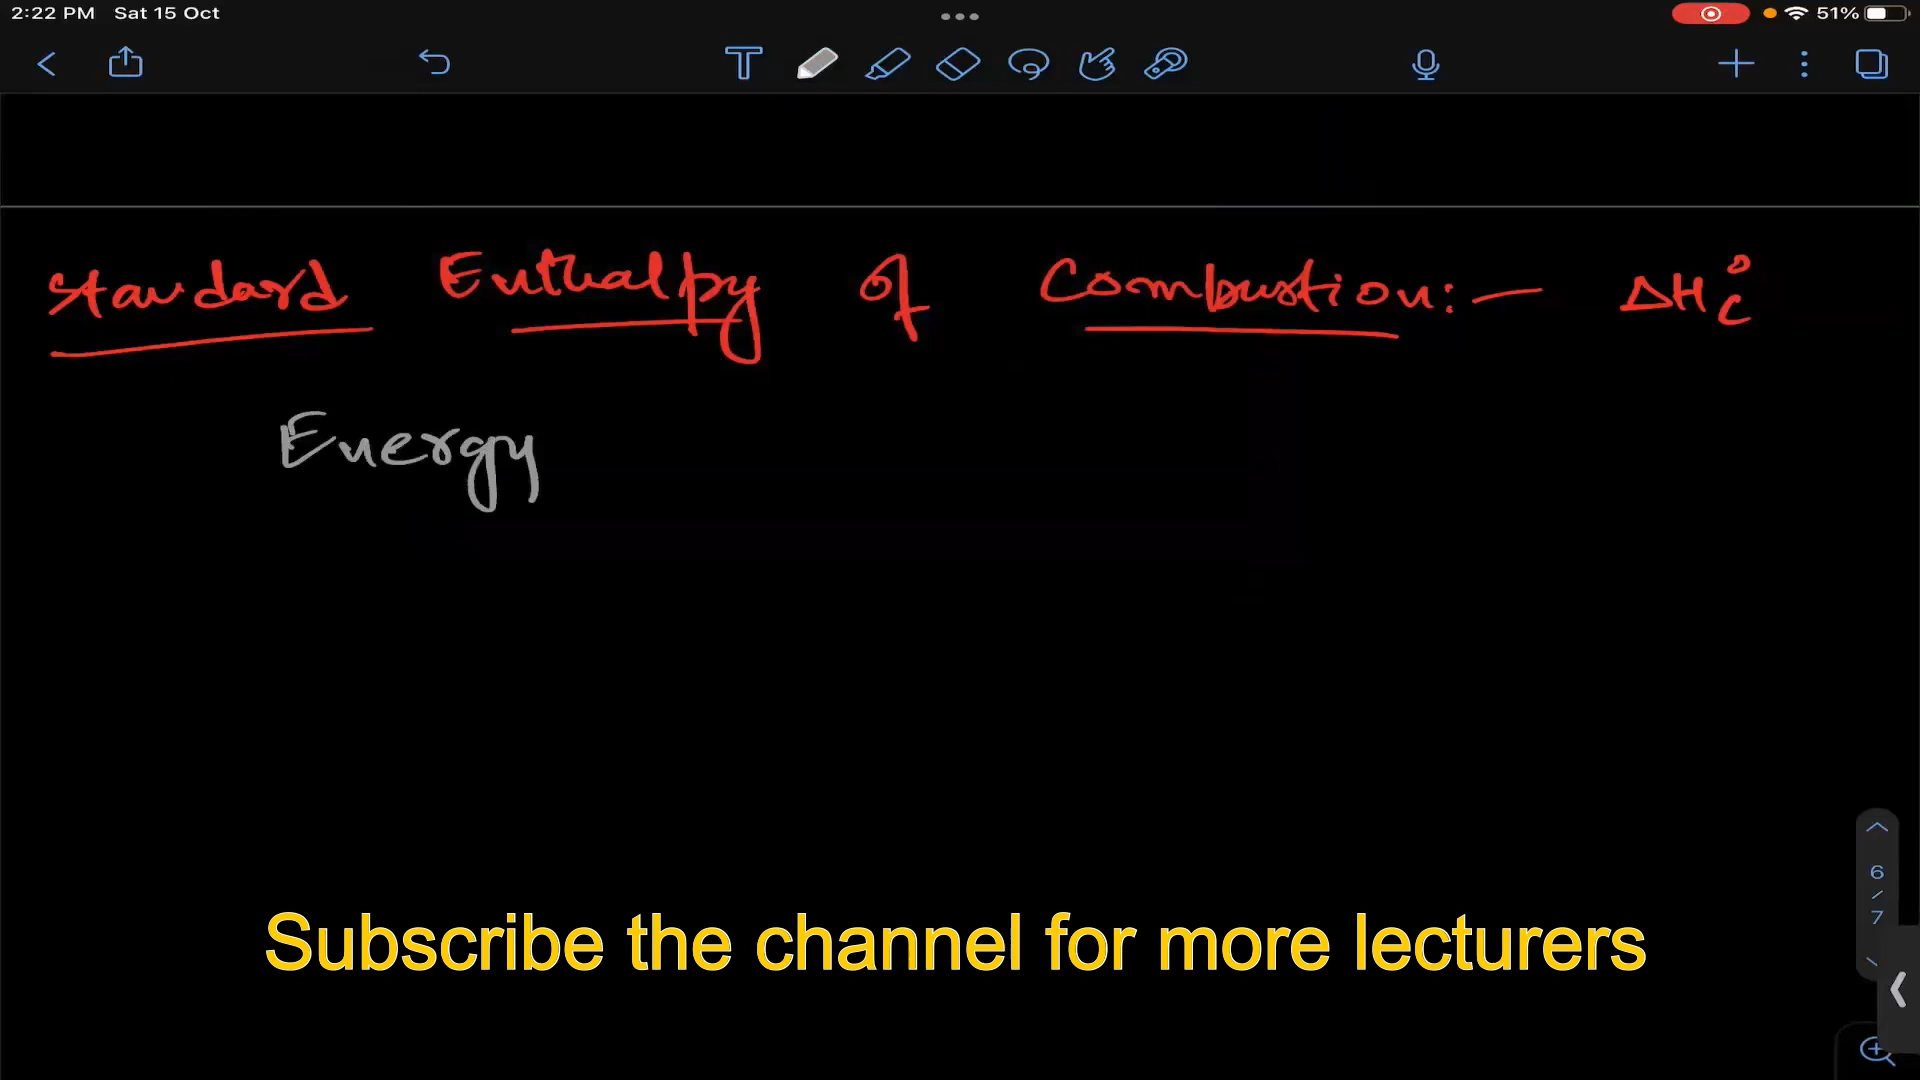 2:22 PM Sat 15 Oct
51%
T
Standard Enthalpy of Combustion:— ΔH°c
Energy
6
/
7
Subscribe the channel for more lecturers